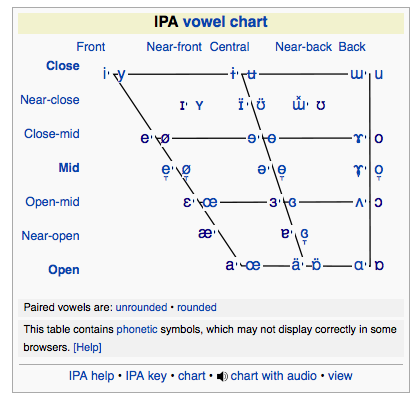 IPA vowel chart
Front Near-front Central Near-back Back
Close i · y ɨ · ʉ ɯ · u
Near-close ɪ · ʏ ɪ̈ · ʊ̈ ɯ̽ · ʊ
Close-mid e · ø ɘ · ɵ ɤ · o
Mid e̞ · ø̞ ə · ɵ̞ ɤ̞ · o̞
Open-mid ɛ · œ ɜ · ɞ ʌ · ɔ
Near-open æ · ɐ · ɞ̞
Open a · ɶ ä · ɒ̈ ɑ · ɒ
Paired vowels are: unrounded • rounded
This table contains phonetic symbols, which may not display correctly in some
browsers. [Help]
IPA help • IPA key • chart • chart with audio • view